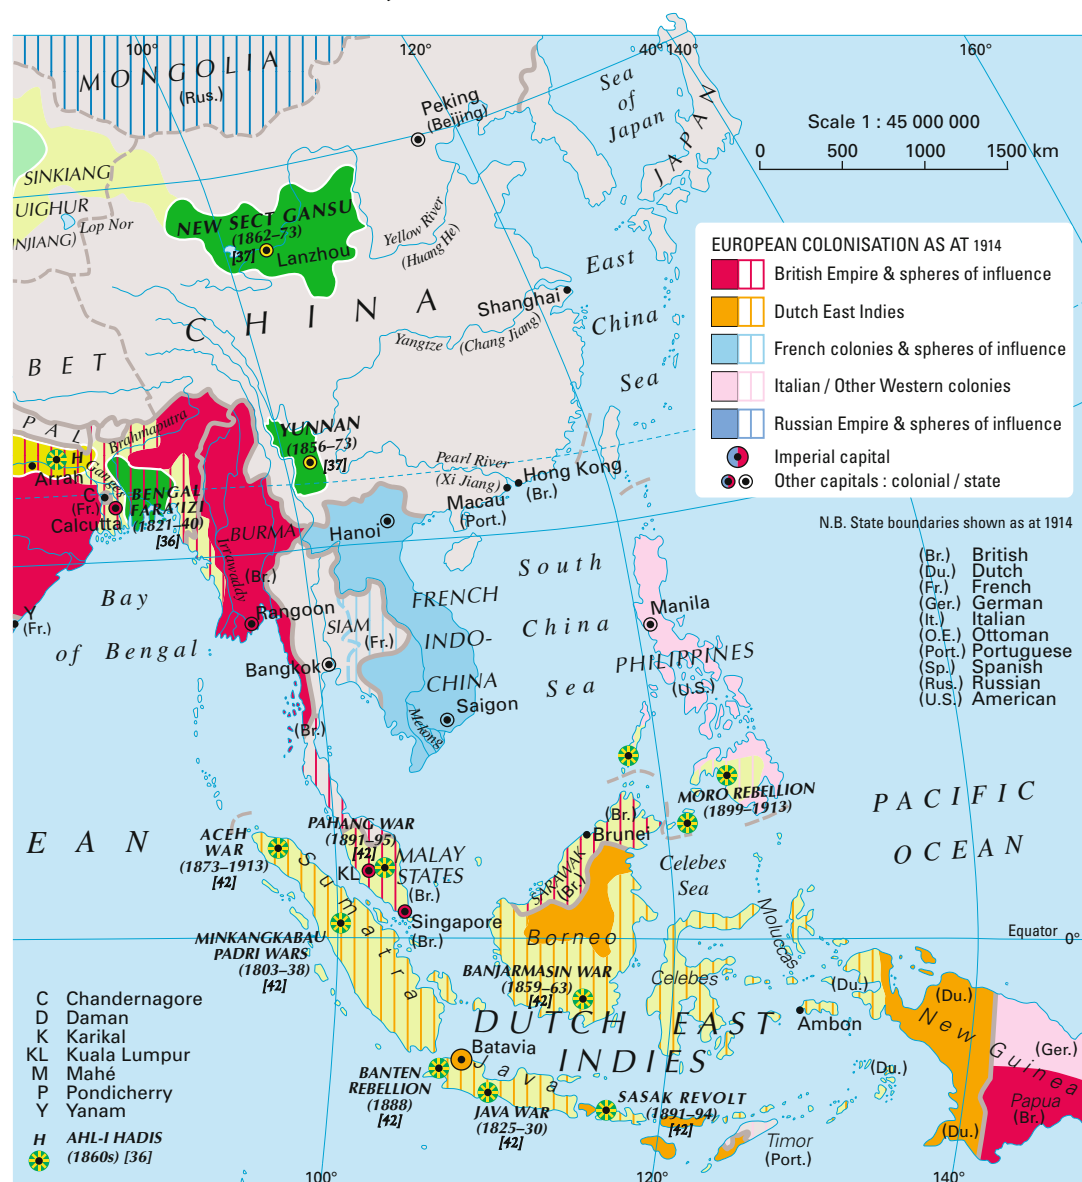 100°
120°
40°
140°
160°
MONGOLIA
(Rus.)
Peking
(Beijing)
Sea
of
Japan
JAPAN
Scale 1 : 45 000 000
0 500 1000 1500 km
SINKIANG
UIGHUR
NJIANG)
Lop Nor
NEW SECT GANSU
(1862–73)
[37]
Lanzhou
Yellow River
(Huang He)
EUROPEAN COLONISATION AS AT 1914
British Empire & spheres of influence
Dutch East Indies
French colonies & spheres of influence
Italian / Other Western colonies
Russian Empire & spheres of influence
Imperial capital
Other capitals : colonial / state
N.B. State boundaries shown as at 1914
East
China
Sea
Shanghai
CHINA
Yangtze (Chang Jiang)
BET
PAL
Brahmaputra
YUNNAN
(1856–73)
[37]
H
Arrah
Ganges
C
(Fr.)
Calcutta
BENGAL
FARA'IZI
(1821–40)
[36]
Pearl River
(Xi Jiang)
Hong Kong
(Br.)
Macau
(Port.)
Hanoi
BURMA
(Br.)
Irrawaddy
Rangoon
Bay
of Bengal
Y
(Fr.)
SIAM
(Fr.)
Bangkok
FRENCH
INDO-
CHINA
Saigon
Mekong
South
China
Sea
Manila
PHILIPPINES
(U.S.)
(Br.) British
(Du.) Dutch
(Fr.) French
(Ger.) German
(It.) Italian
(O.E.) Ottoman
(Port.) Portuguese
(Sp.) Spanish
(Rus.) Russian
(U.S.) American
(Br.)
MORO REBELLION
(1899–1913)
PACIFIC
OCEAN
EAN
ACEH
WAR
(1873–1913)
[42]
PAHANG WAR
(1891–95)
[42]
KL
MALAY
STATES
(Br.)
Singapore
(Br.)
(Br.)
Brunei
SARAWAK
(Br.)
Celebes
Sea
Sumatra
MINKANGKABAU
PADRI WARS
(1803–38)
[42]
Borneo
BANJARMASIN WAR
(1859–63)
[42]
Celebes
Moluccas
Equator
0°
(Du.)
Ambon
(Du.)
New Guinea
(Ger.)
Papua
(Br.)
(Du.)
(Du.)
DUTCH EAST
INDIES
Batavia
Java
BANTEN
REBELLION
(1888)
[42]
JAVA WAR
(1825–30)
[42]
SASAK REVOLT
(1891–94)
[42]
Timor
(Port.)
C Chandernagore
D Daman
K Karikal
KL Kuala Lumpur
M Mahé
P Pondicherry
Y Yanam
H AHL-I HADIS
(1860s) [36]
100°
120°
140°